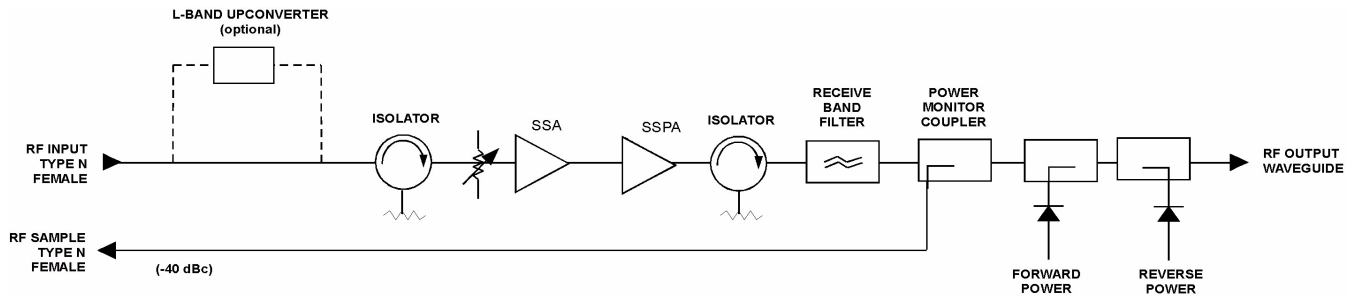 L-BAND UPCONVERTER
(optional)
RF INPUT
TYPE N
FEMALE
ISOLATOR
SSA
SSPA
ISOLATOR
RECEIVE
BAND
FILTER
POWER
MONITOR
COUPLER
RF OUTPUT
WAVEGUIDE
RF SAMPLE
TYPE N
FEMALE
(-40 dBc)
FORWARD
POWER
REVERSE
POWER